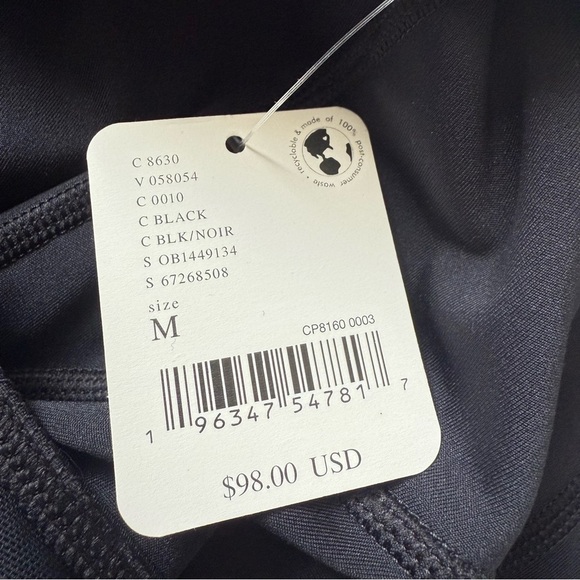 C 8630
V 058054
C 0010
C BLACK
C BLK/NOIR
S OB1449134
S 67268508
size
M
recyclable & made of 100% post-consumer waste •
CP8160 0003
1 96347 54781 7
$98.00 USD